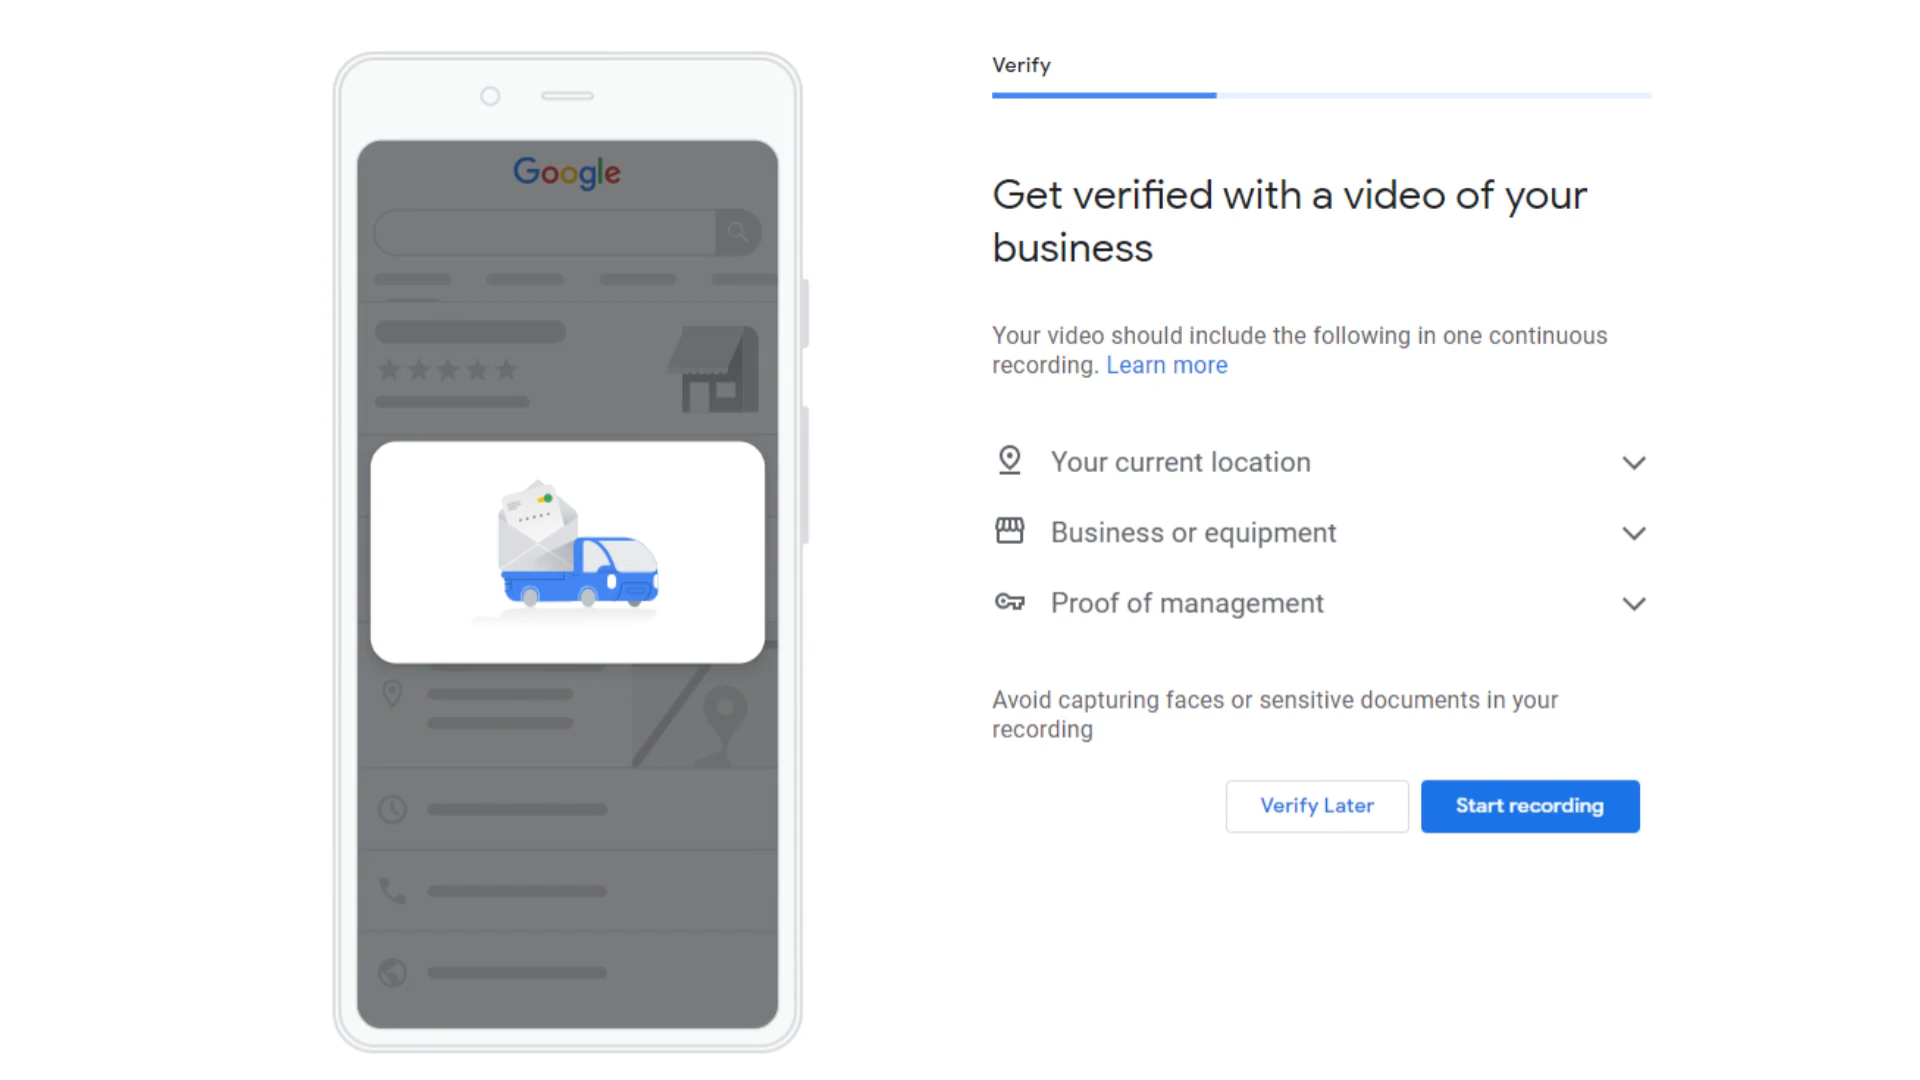 Google
Verify
Get verified with a video of your
business
Your video should include the following in one continuous
recording. Learn more
Your current location
Business or equipment
Proof of management
Avoid capturing faces or sensitive documents in your
recording
Verify Later
Start recording